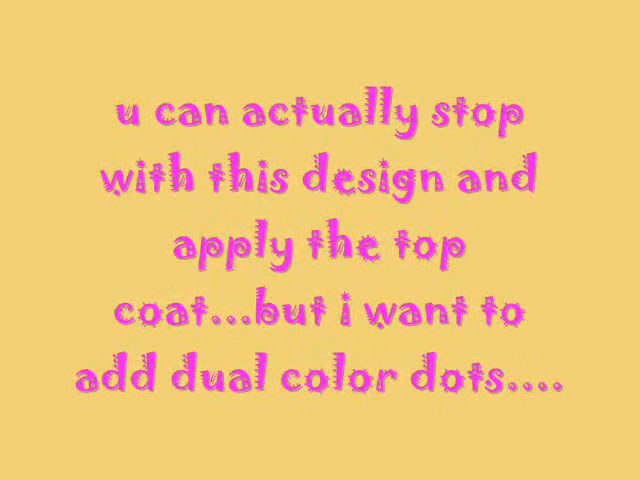 u can actually stop
with this design and
apply the top
coat...but i want to
add dual color dots....